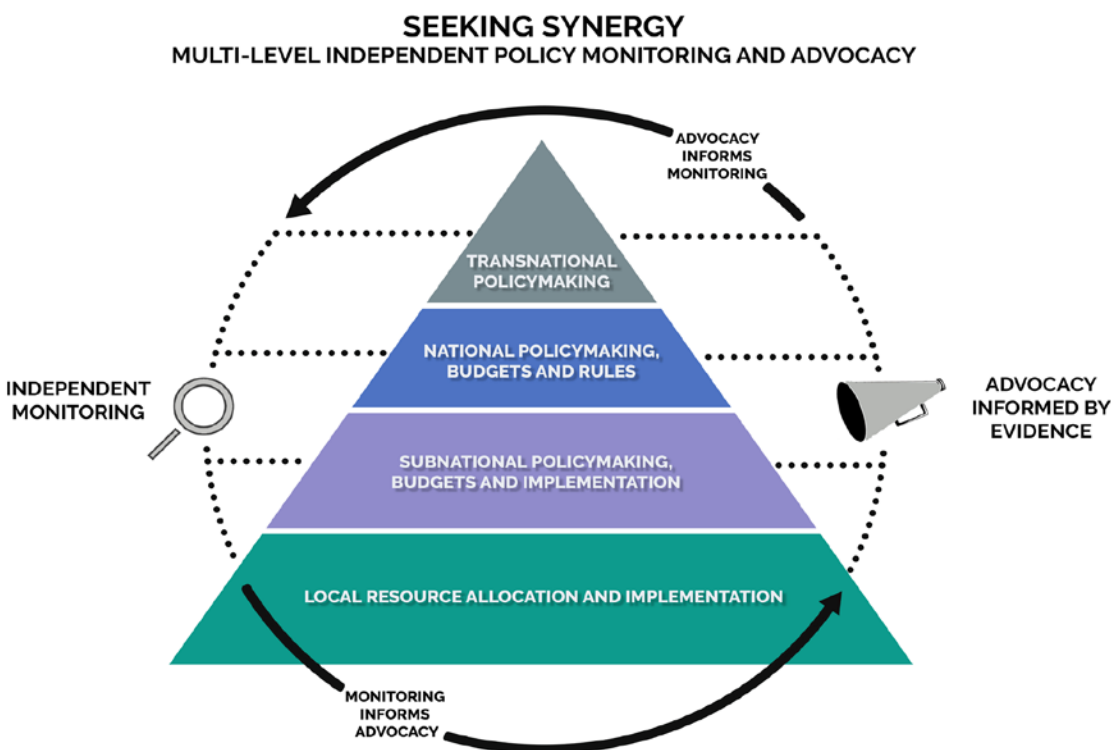 SEEKING SYNERGY
MULTI-LEVEL INDEPENDENT POLICY MONITORING AND ADVOCACY
ADVOCACY
INFORMS
MONITORING
TRANSNATIONAL
POLICYMAKING
NATIONAL POLICYMAKING,
BUDGETS AND RULES
INDEPENDENT
MONITORING
ADVOCACY
INFORMED BY
EVIDENCE
SUBNATIONAL POLICYMAKING,
BUDGETS AND IMPLEMENTATION
LOCAL RESOURCE ALLOCATION AND IMPLEMENTATION
MONITORING
INFORMS
ADVOCACY